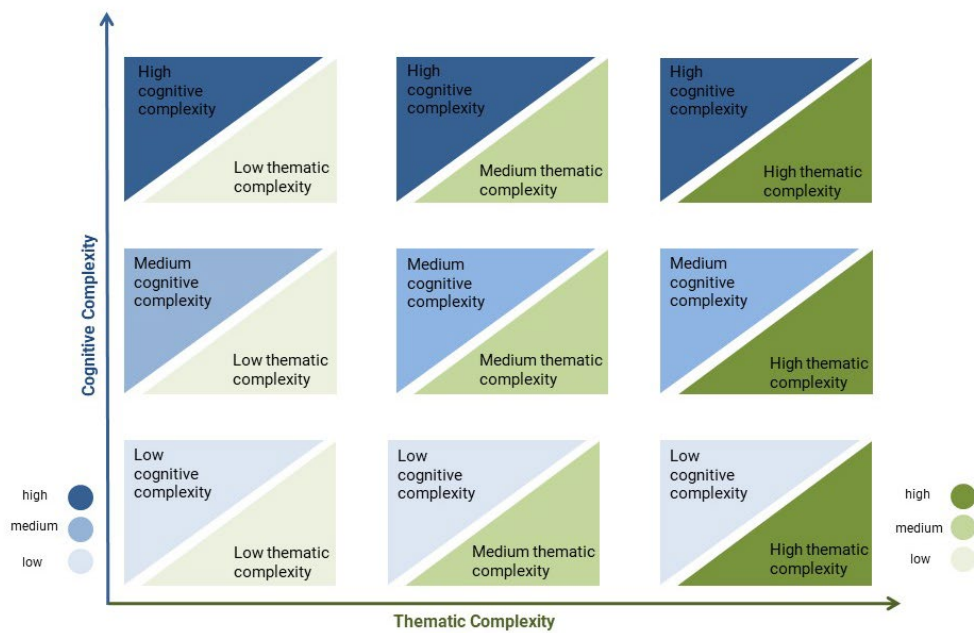 High
cognitive
complexity
Low thematic
complexity
High
cognitive
complexity
Medium thematic
complexity
High
cognitive
complexity
High thematic
complexity
Cognitive Complexity
Medium
cognitive
complexity
Low thematic
complexity
Medium
cognitive
complexity
Medium thematic
complexity
Medium
cognitive
complexity
High thematic
complexity
Low
cognitive
complexity
Low thematic
complexity
Low
cognitive
complexity
Medium thematic
complexity
Low
cognitive
complexity
High thematic
complexity
high
medium
low
high
medium
low
Thematic Complexity